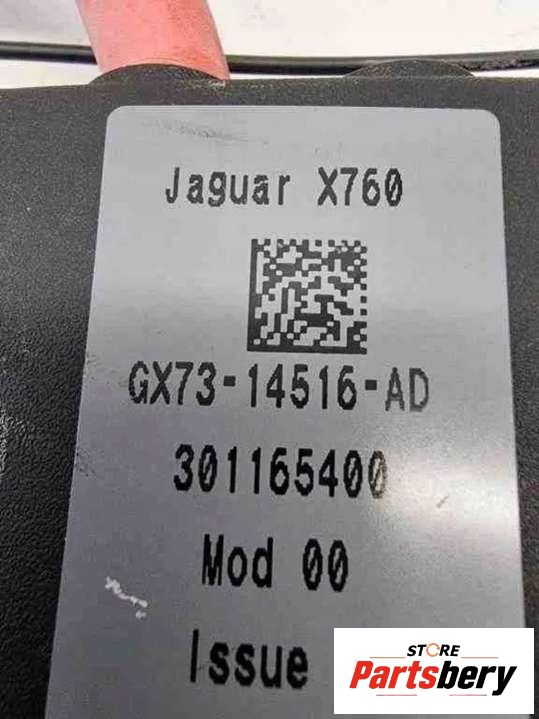 Jaguar X760
GX73-14516-AD
301165400
Mod 00
Issue
STORE
Partsbery